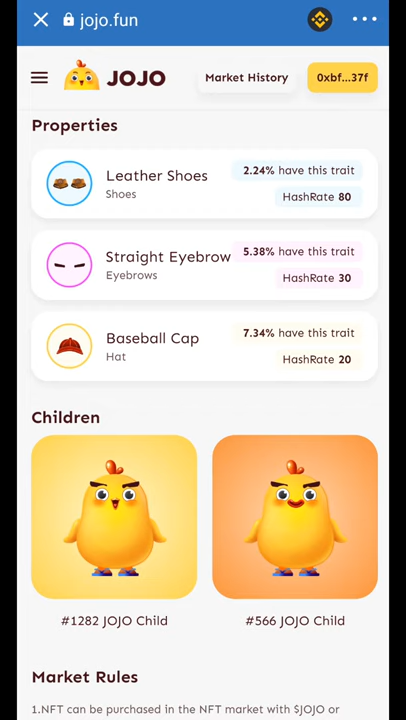 jojo.fun
JOJO
Market History
0xbf...37f
Properties
Leather Shoes
2.24% have this trait
Shoes
HashRate 80
Straight Eyebrow
5.38% have this trait
Eyebrows
HashRate 30
Baseball Cap
7.34% have this trait
Hat
HashRate 20
Children
#1282 JOJO Child
#566 JOJO Child
Market Rules
1.NFT can be purchased in the NFT market with $JOJO or